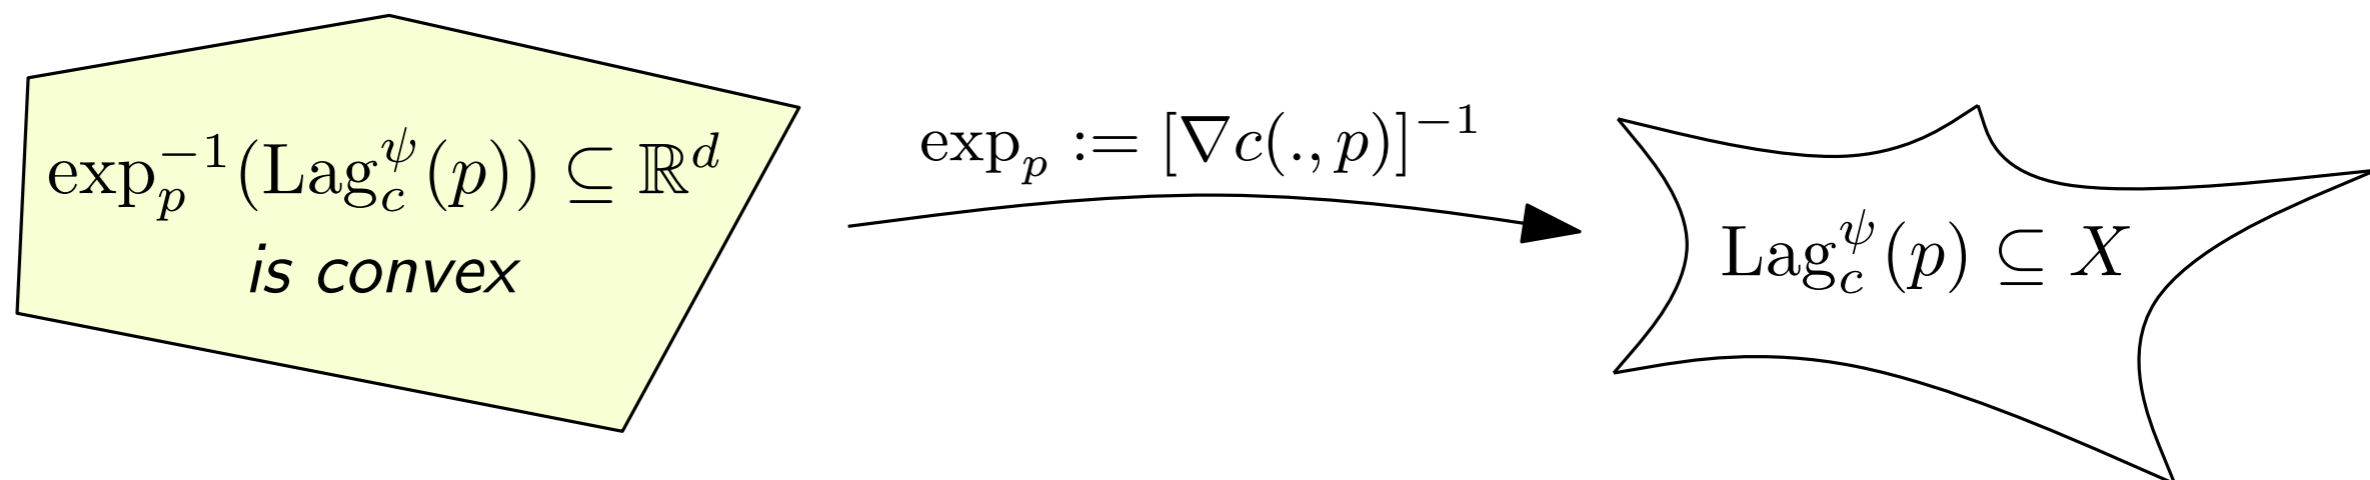 exp_p^{-1}(Lag_c^ψ(p)) ⊆ ℝ^d
is convex
exp_p := [∇c(., p)]^{-1}
Lag_c^ψ(p) ⊆ X